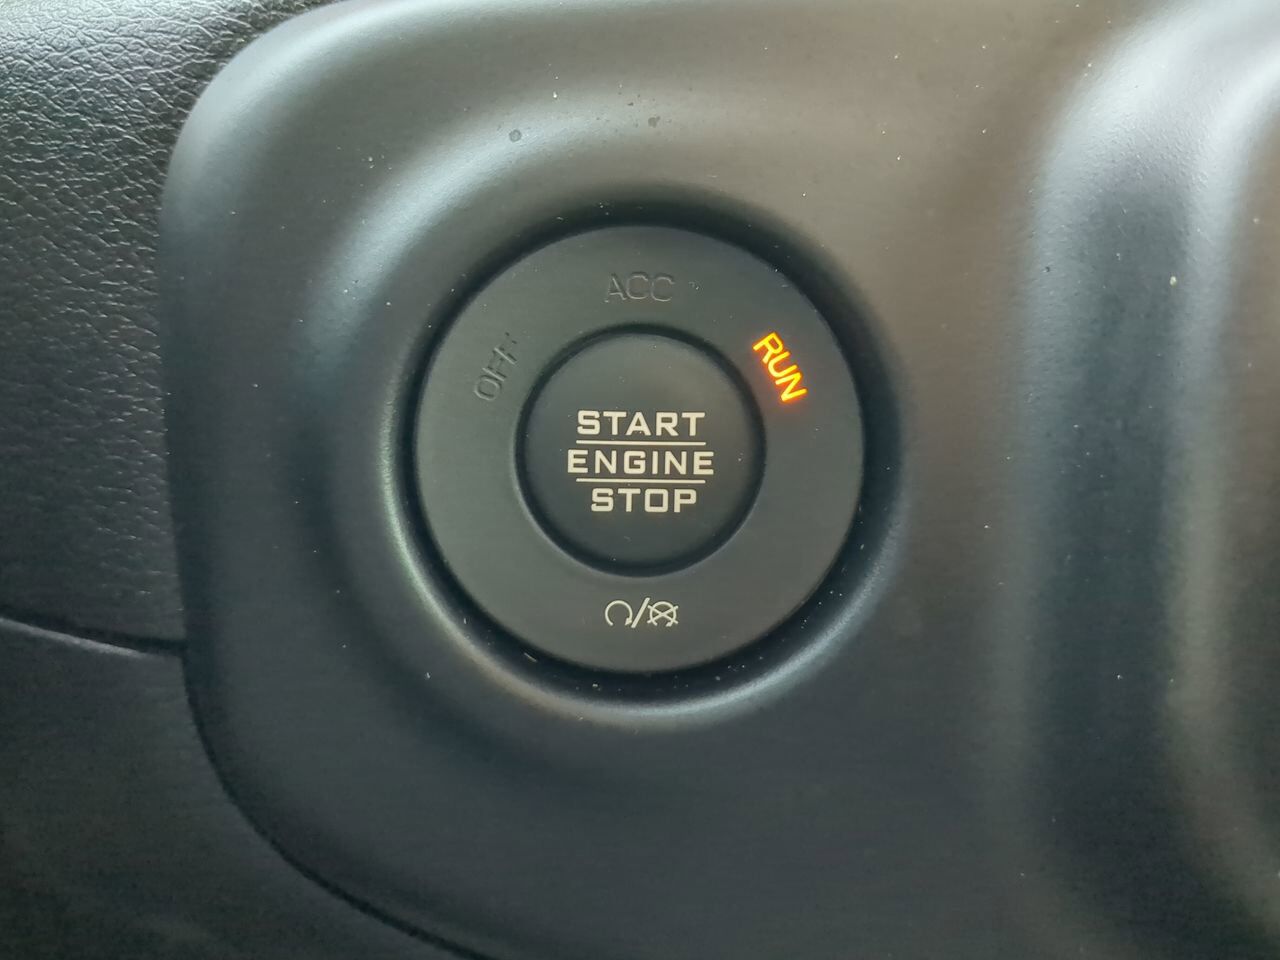 ACC
OFF
RUN
START
ENGINE
STOP